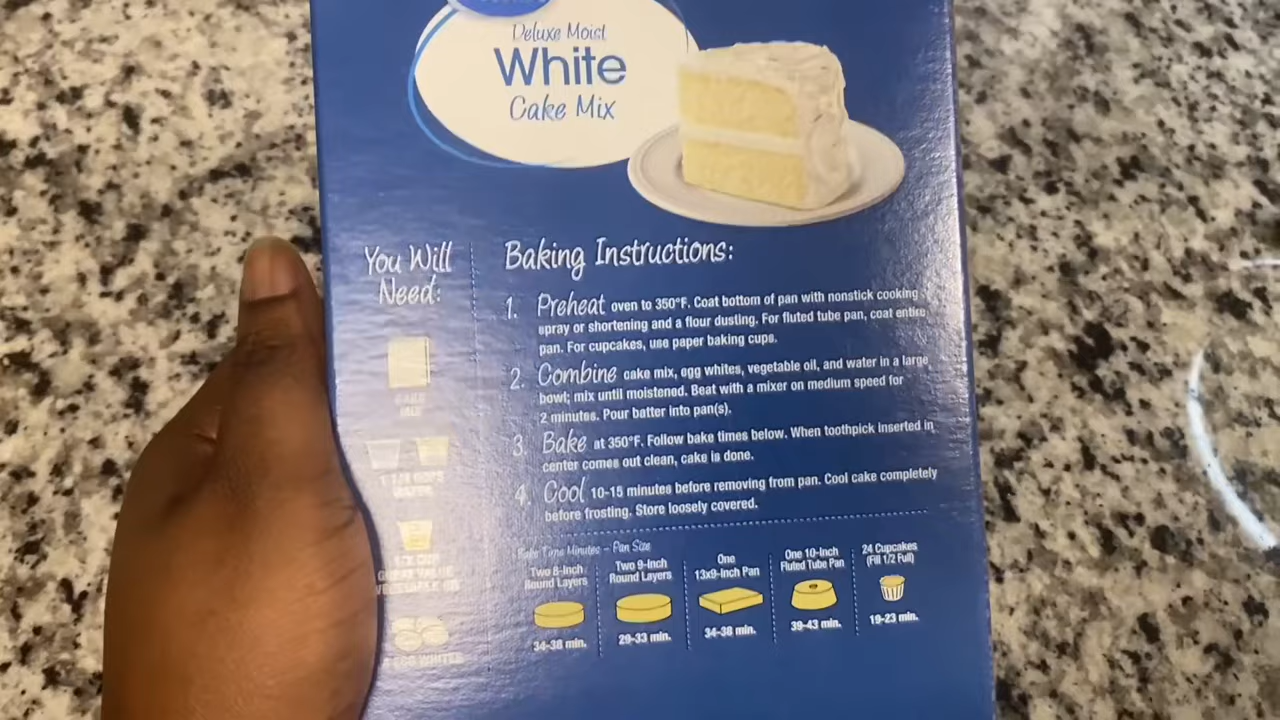 Deluxe Moist
White
Cake Mix
You Will
Need:
CAKE
MIX
CUPS
WATER
1/2 CUP
GREAT VALUE
VEGETABLE OIL
EGG WHITES
Baking Instructions:
1. Preheat oven to 350°F. Coat bottom of pan with nonstick cooking
spray or shortening and a flour dusting. For fluted tube pan, coat entire
pan. For cupcakes, use paper baking cups.
2. Combine cake mix, egg whites, vegetable oil, and water in a large
bowl; mix until moistened. Beat with a mixer on medium speed for
2 minutes. Pour batter into pan(s).
3. Bake at 350°F. Follow bake times below. When toothpick inserted in
center comes out clean, cake is done.
4. Cool 10-15 minutes before removing from pan. Cool cake completely
before frosting. Store loosely covered.
Bake Time Minutes – Pan Size
Two 8-Inch
Round Layers
34-38 min.
Two 9-Inch
Round Layers
29-33 min.
One
13x9-Inch Pan
34-38 min.
One 10-Inch
Fluted Tube Pan
39-43 min.
24 Cupcakes
(Fill 1/2 Full)
19-23 min.